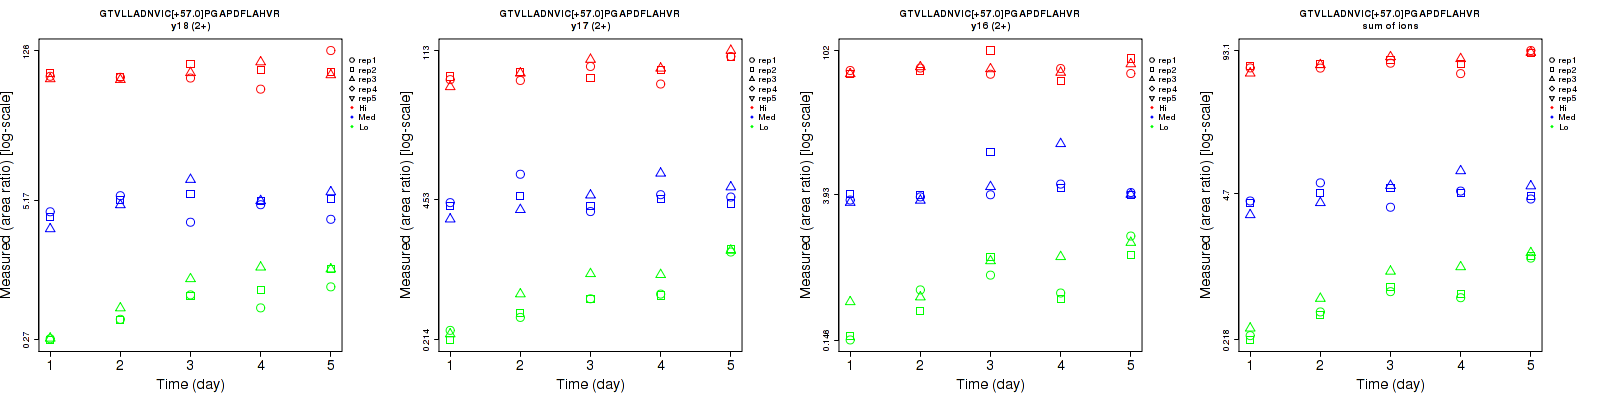 GTVLLADNVIC[+57.0]PGAPDFLAHVR
y18 (2+)
Measured (area ratio) [log-scale]
126
5.17
0.27
1 2 3 4 5
Time (day)
rep1
rep2
rep3
rep4
rep5
Hi
Med
Lo
GTVLLADNVIC[+57.0]PGAPDFLAHVR
y17 (2+)
Measured (area ratio) [log-scale]
113
4.53
0.214
1 2 3 4 5
Time (day)
rep1
rep2
rep3
rep4
rep5
Hi
Med
Lo
GTVLLADNVIC[+57.0]PGAPDFLAHVR
y16 (2+)
Measured (area ratio) [log-scale]
102
3.93
0.146
1 2 3 4 5
Time (day)
rep1
rep2
rep3
rep4
rep5
Hi
Med
Lo
GTVLLADNVIC[+57.0]PGAPDFLAHVR
sum of ions
Measured (area ratio) [log-scale]
93.1
4.7
0.218
1 2 3 4 5
Time (day)
rep1
rep2
rep3
rep4
rep5
Hi
Med
Lo